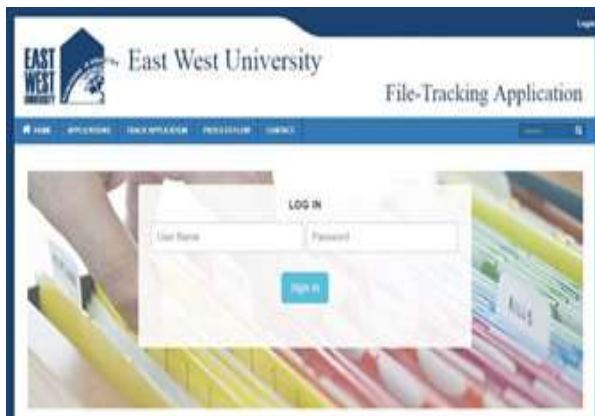 Login
EAST
WEST
UNIVERSITY
East West University
File-Tracking Application
HOME APPLICATIONS TRACK APPLICATION PROCESS FLOW CONTACT
LOG IN
User Name Password
Sign in